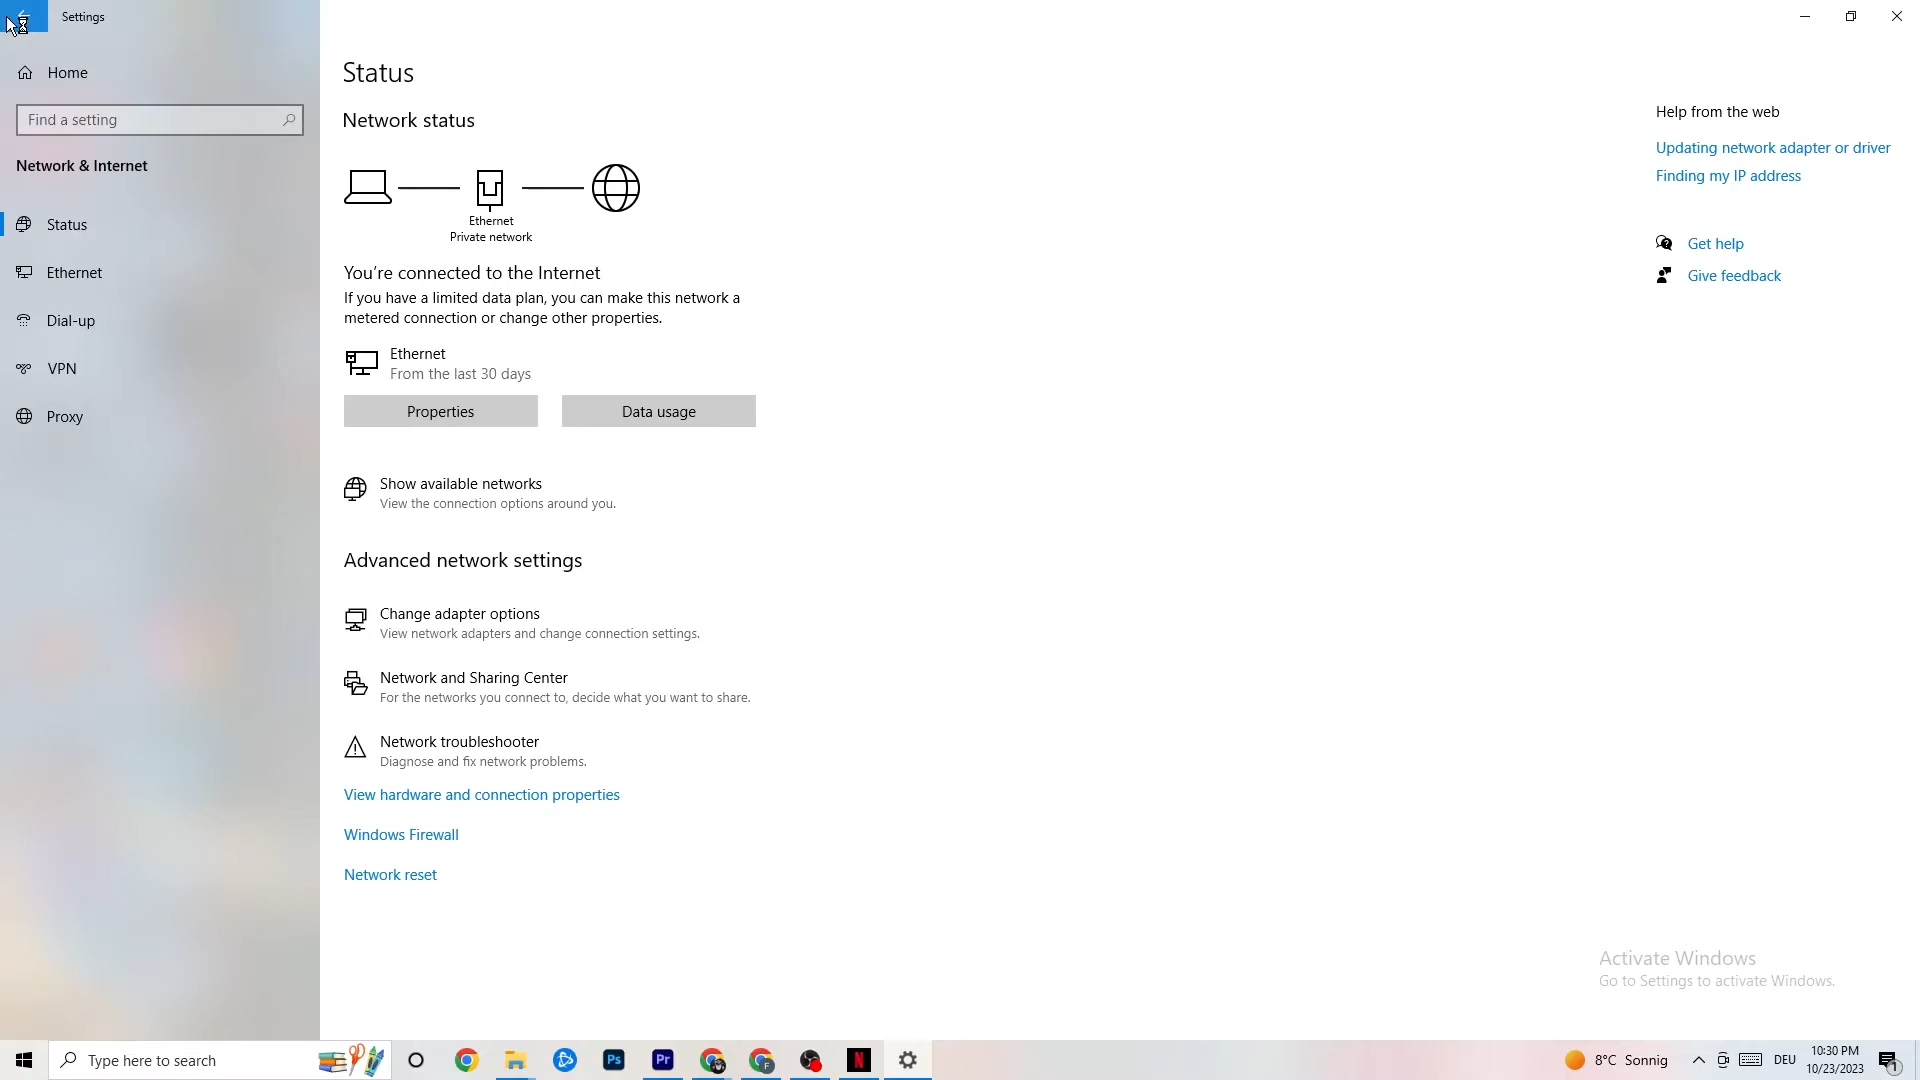 Settings
Home
Find a setting
Network & Internet
Status
Ethernet
Dial-up
VPN
Proxy
Status
Network status
Ethernet
Private network
You're connected to the Internet
If you have a limited data plan, you can make this network a
metered connection or change other properties.
Ethernet
From the last 30 days
Properties
Data usage
Show available networks
View the connection options around you.
Advanced network settings
Change adapter options
View network adapters and change connection settings.
Network and Sharing Center
For the networks you connect to, decide what you want to share.
Network troubleshooter
Diagnose and fix network problems.
View hardware and connection properties
Windows Firewall
Network reset
Help from the web
Updating network adapter or driver
Finding my IP address
Get help
Give feedback
Activate Windows
Go to Settings to activate Windows.
Type here to search
Ps
Pr
F
N
8°C Sonnig
DEU
10:30 PM
10/23/2023
1